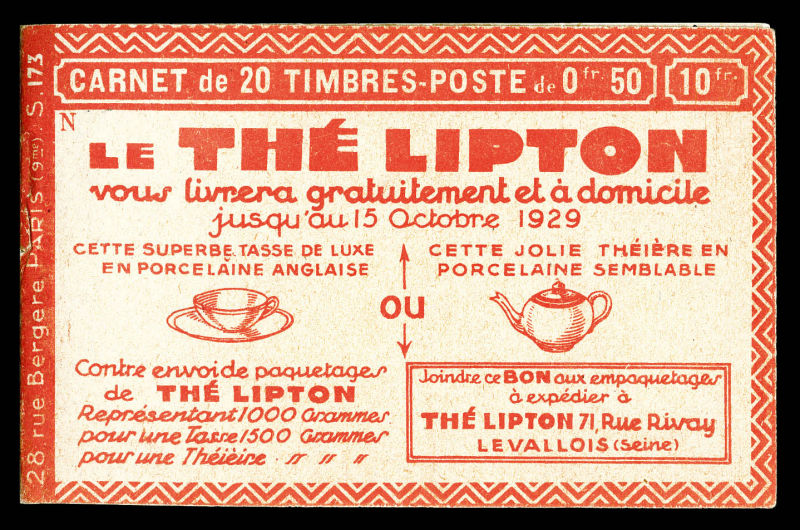 CARNET de 20 TIMBRES-POSTE de 0fr 50 10fr.
N
LE THÉ LIPTON
vous livrera gratuitement et à domicile
jusqu'au 15 Octobre 1929
CETTE SUPERBE TASSE DE LUXE
EN PORCELAINE ANGLAISE
OU
CETTE JOLIE THÉIÈRE EN
PORCELAINE SEMBLABLE
Contre envoi de paquetages
de THÉ LIPTON
Représentant 1000 Grammes
pour une Tasse 1500 Grammes
pour une Théièire " " "
Joindre ce BON aux empaquetages
à expédier à
THÉ LIPTON 71, Rue Rivay
LEVALLOIS (Seine)
28 rue Bergère PARIS (9me). S. 173